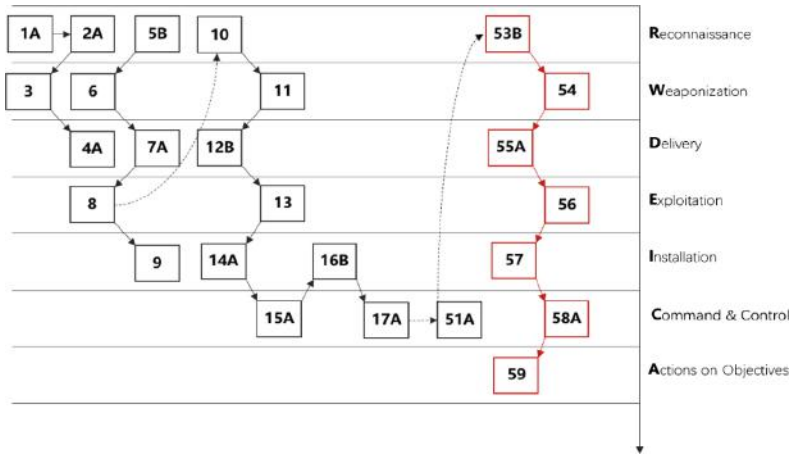 1A 2A 5B 10 53B Reconnaissance
3 6 11 54 Weaponization
4A 7A 12B 55A Delivery
8 13 56 Exploitation
9 14A 16B 57 Installation
15A 17A 51A 58A Command & Control
59 Actions on Objectives